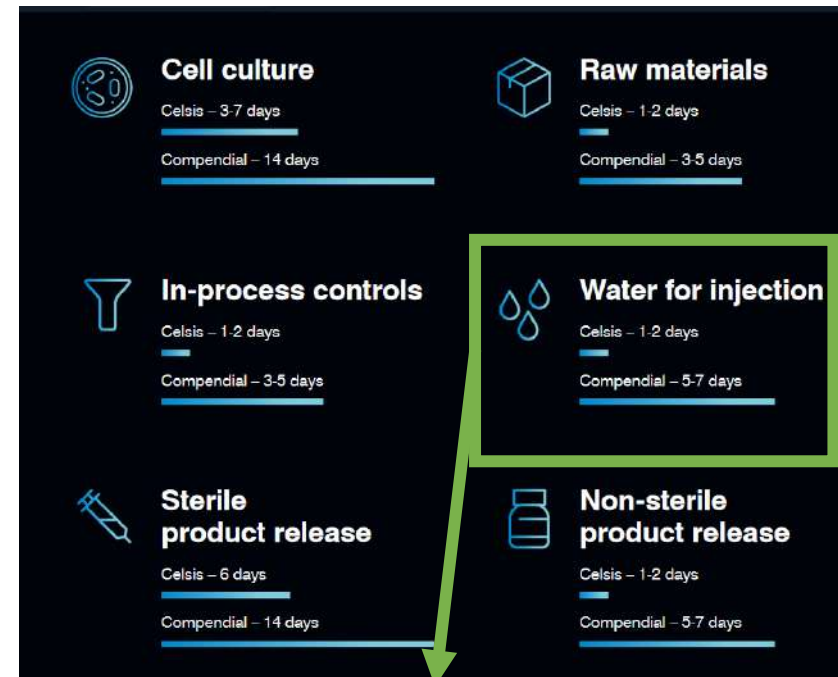 Cell culture
Celsis – 3-7 days
Compendial – 14 days
Raw materials
Celsis – 1-2 days
Compendial – 3-5 days
In-process controls
Celsis – 1-2 days
Compendial – 3-5 days
Water for injection
Celsis – 1-2 days
Compendial – 5-7 days
Sterile
product release
Celsis – 6 days
Compendial – 14 days
Non-sterile
product release
Celsis – 1-2 days
Compendial – 5-7 days